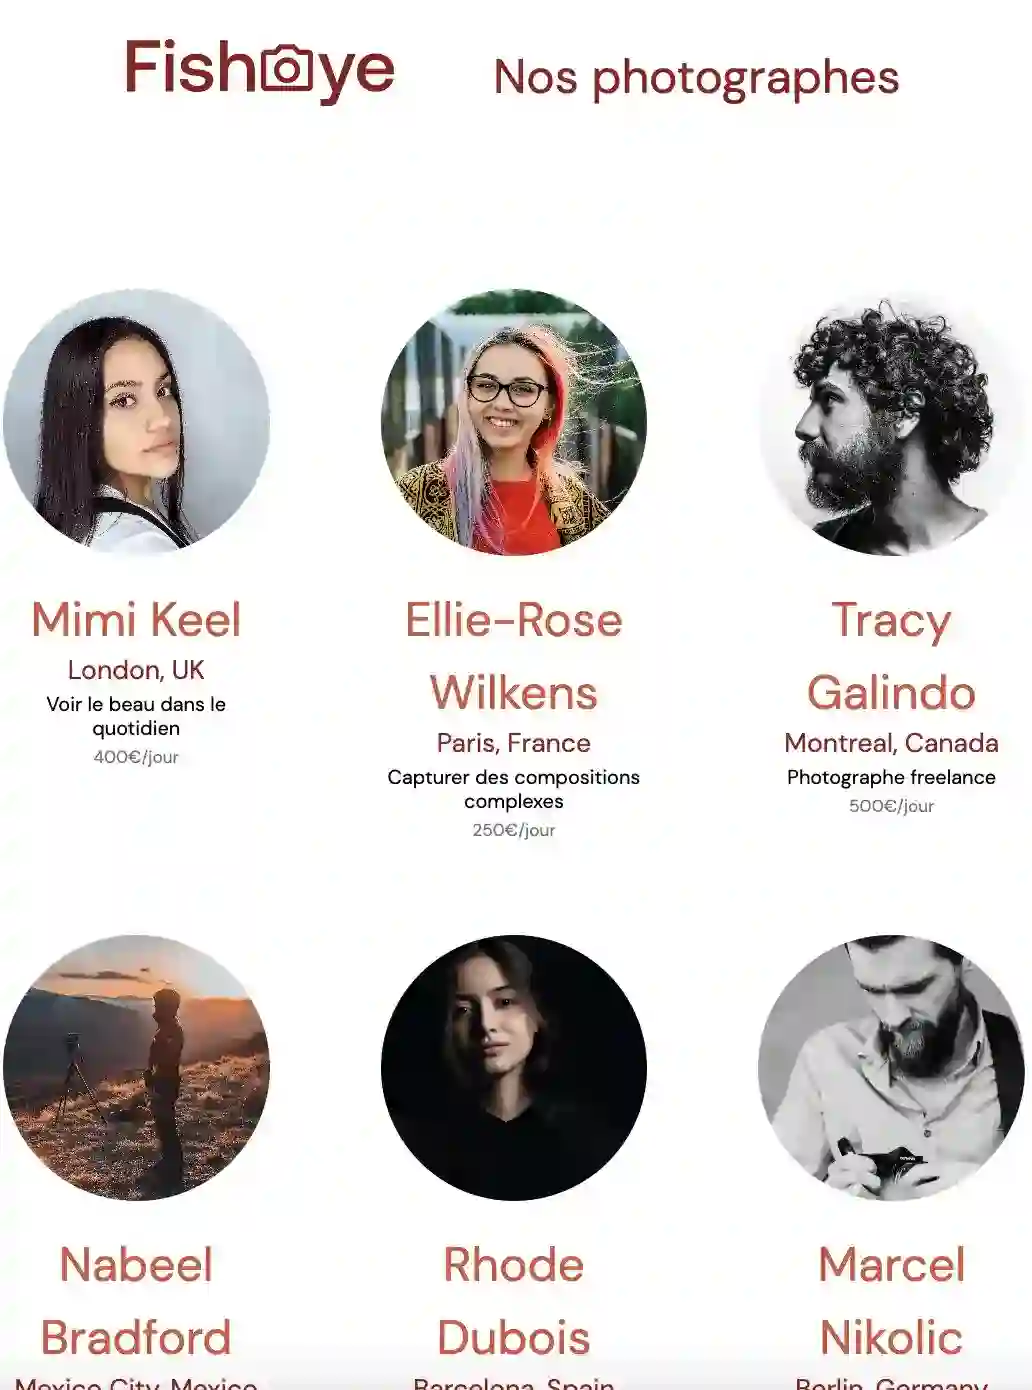 Fisheye
Nos photographes
Mimi Keel
London, UK
Voir le beau dans le
quotidien
400€/jour
Ellie-Rose
Wilkens
Paris, France
Capturer des compositions
complexes
250€/jour
Tracy
Galindo
Montreal, Canada
Photographe freelance
500€/jour
Nabeel
Bradford
Mexico City, Mexico
Rhode
Dubois
Barcelona, Spain
Marcel
Nikolic
Berlin, Germany